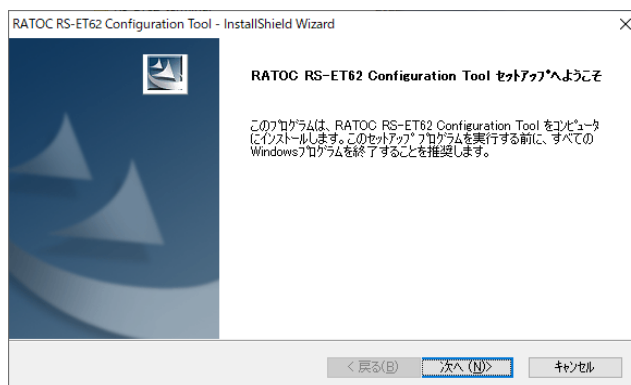 RATOC RS-ET62 Configuration Tool - InstallShield Wizard
RATOC RS-ET62 Configuration Tool ｾｯﾄｱｯﾌﾟへようこそ
このﾌﾟﾛｸﾞﾗﾑは、RATOC RS-ET62 Configuration Tool をｺﾝﾋﾟｭｰﾀ
にｲﾝｽﾄｰﾙします。このｾｯﾄｱｯﾌﾟ ﾌﾟﾛｸﾞﾗﾑを実行する前に、すべての
Windowsﾌﾟﾛｸﾞﾗﾑを終了することを推奨します。
< 戻る(B)
次へ (N)>
ｷｬﾝｾﾙ